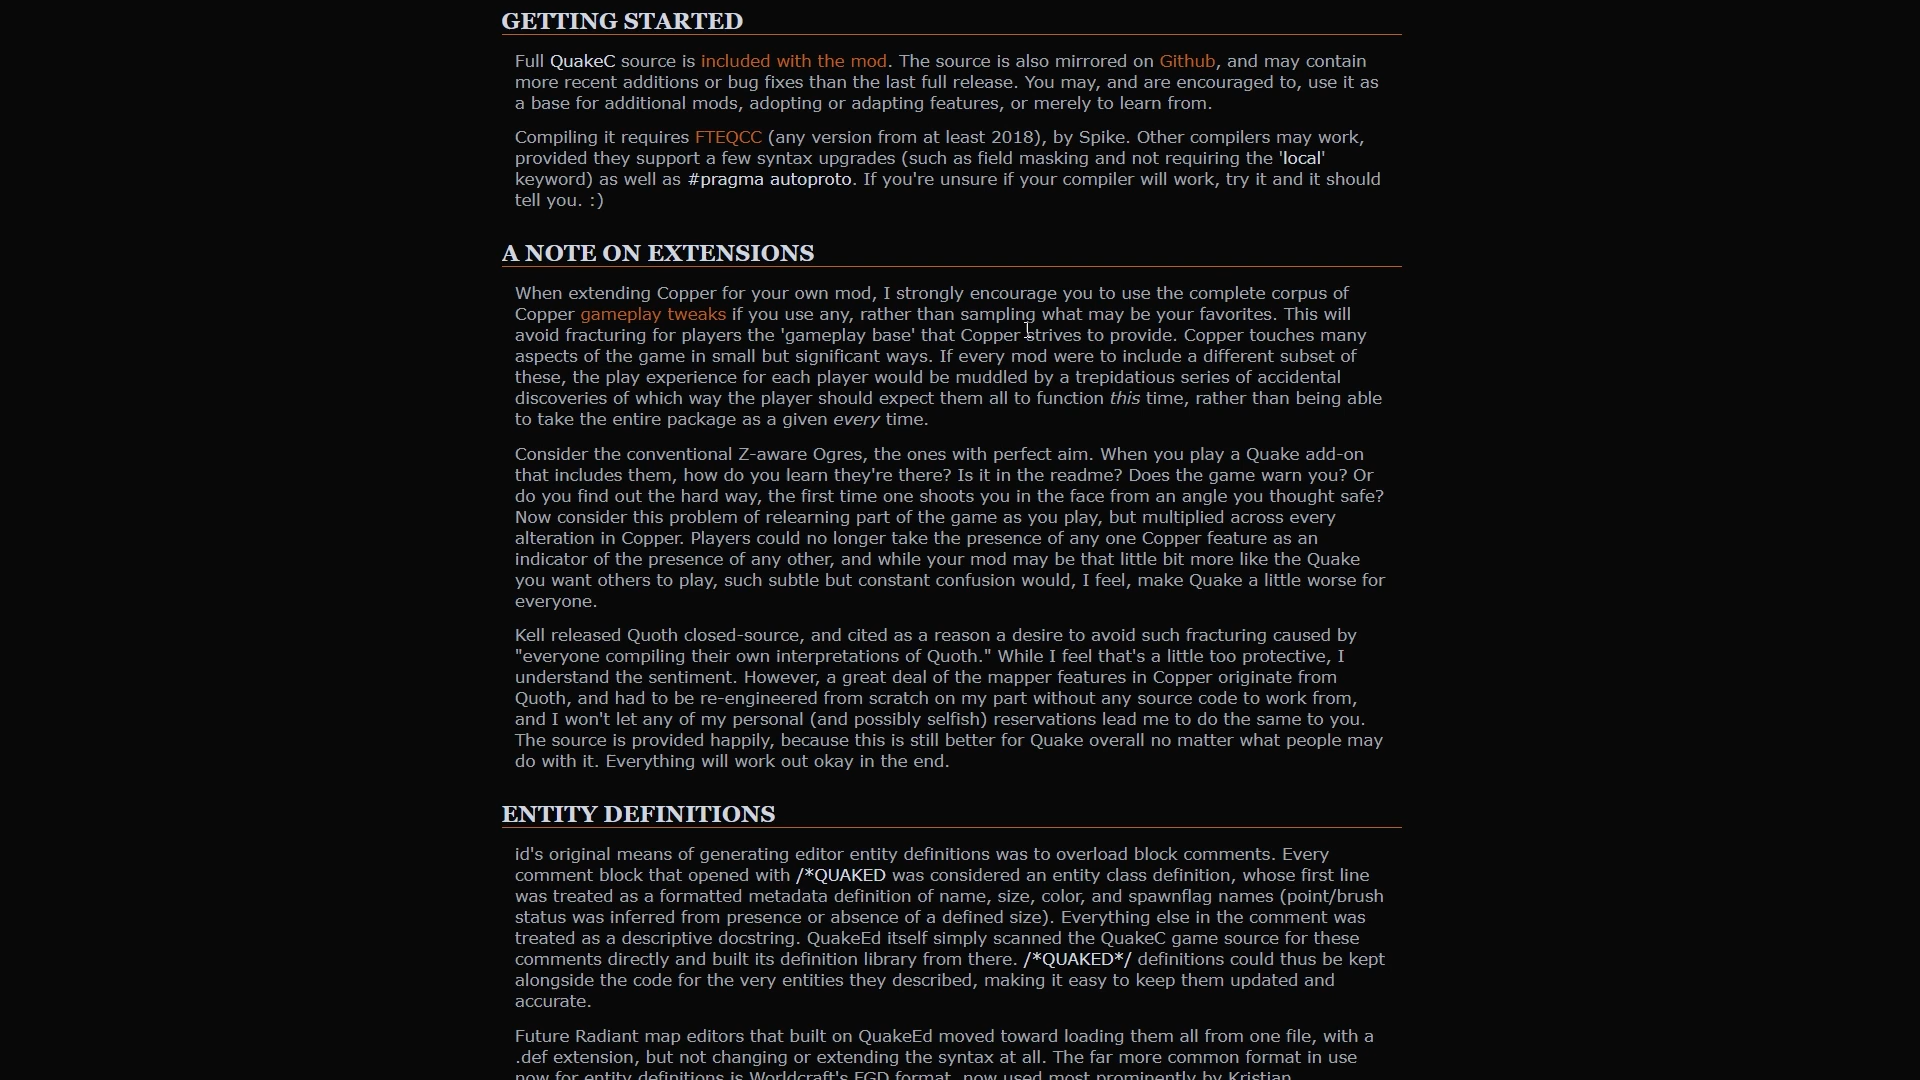 GETTING STARTED
Full QuakeC source is included with the mod. The source is also mirrored on Github, and may contain
more recent additions or bug fixes than the last full release. You may, and are encouraged to, use it as
a base for additional mods, adopting or adapting features, or merely to learn from.
Compiling it requires FTEQCC (any version from at least 2018), by Spike. Other compilers may work,
provided they support a few syntax upgrades (such as field masking and not requiring the 'local'
keyword) as well as #pragma autoproto. If you're unsure if your compiler will work, try it and it should
tell you. :)
A NOTE ON EXTENSIONS
When extending Copper for your own mod, I strongly encourage you to use the complete corpus of
Copper gameplay tweaks if you use any, rather than sampling what may be your favorites. This will
avoid fracturing for players the 'gameplay base' that Copper strives to provide. Copper touches many
aspects of the game in small but significant ways. If every mod were to include a different subset of
these, the play experience for each player would be muddled by a trepidatious series of accidental
discoveries of which way the player should expect them all to function this time, rather than being able
to take the entire package as a given every time.
Consider the conventional Z-aware Ogres, the ones with perfect aim. When you play a Quake add-on
that includes them, how do you learn they're there? Is it in the readme? Does the game warn you? Or
do you find out the hard way, the first time one shoots you in the face from an angle you thought safe?
Now consider this problem of relearning part of the game as you play, but multiplied across every
alteration in Copper. Players could no longer take the presence of any one Copper feature as an
indicator of the presence of any other, and while your mod may be that little bit more like the Quake
you want others to play, such subtle but constant confusion would, I feel, make Quake a little worse for
everyone.
Kell released Quoth closed-source, and cited as a reason a desire to avoid such fracturing caused by
"everyone compiling their own interpretations of Quoth." While I feel that's a little too protective, I
understand the sentiment. However, a great deal of the mapper features in Copper originate from
Quoth, and had to be re-engineered from scratch on my part without any source code to work from,
and I won't let any of my personal (and possibly selfish) reservations lead me to do the same to you.
The source is provided happily, because this is still better for Quake overall no matter what people may
do with it. Everything will work out okay in the end.
ENTITY DEFINITIONS
id's original means of generating editor entity definitions was to overload block comments. Every
comment block that opened with /*QUAKED was considered an entity class definition, whose first line
was treated as a formatted metadata definition of name, size, color, and spawnflag names (point/brush
status was inferred from presence or absence of a defined size). Everything else in the comment was
treated as a descriptive docstring. QuakeEd itself simply scanned the QuakeC game source for these
comments directly and built its definition library from there. /*QUAKED*/ definitions could thus be kept
alongside the code for the very entities they described, making it easy to keep them updated and
accurate.
Future Radiant map editors that built on QuakeEd moved toward loading them all from one file, with a
.def extension, but not changing or extending the syntax at all. The far more common format in use
now for entity definitions is Worldcraft's FGD format, now used most prominently by Kristian